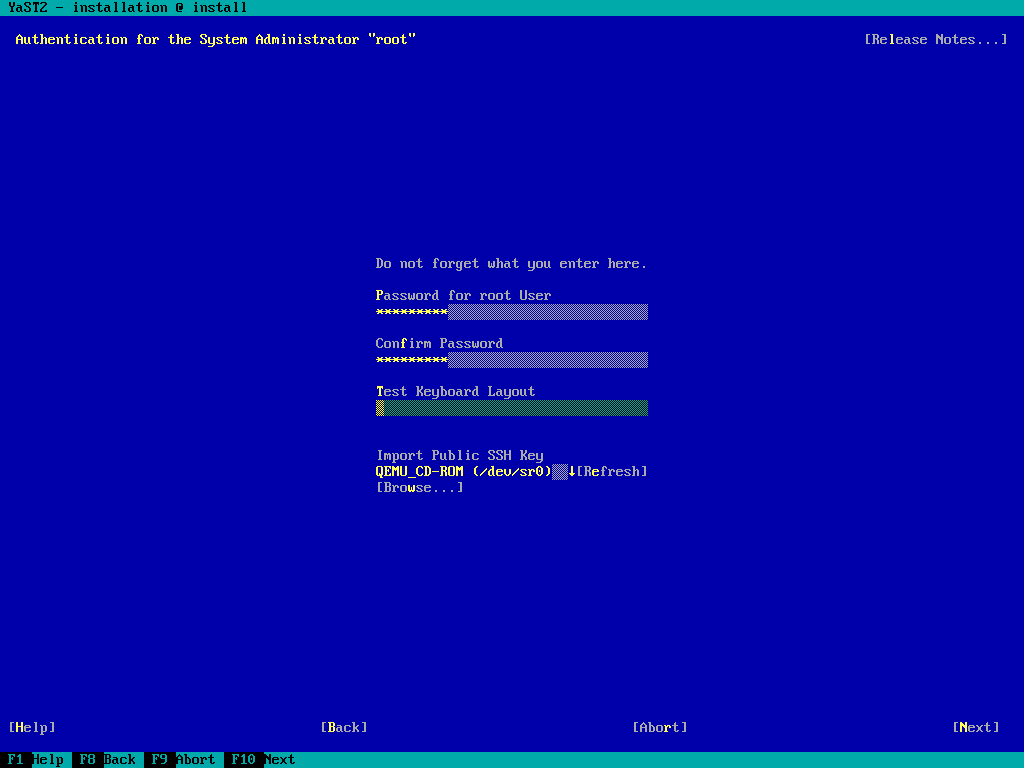 YaST2 - installation @ install
Authentication for the System Administrator "root" [Release Notes...]
Do not forget what you enter here.
Password for root User
*********
Confirm Password
*********
Test Keyboard Layout
Import Public SSH Key
QEMU_CD-ROM (/dev/sr0) ↓[Refresh]
[Browse...]
[Help] [Back] [Abort] [Next]
F1 Help F8 Back F9 Abort F10 Next